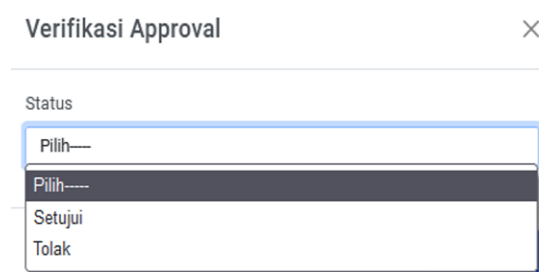 Verifikasi Approval
Status
Pilih----
Pilih-----
Setujui
Tolak